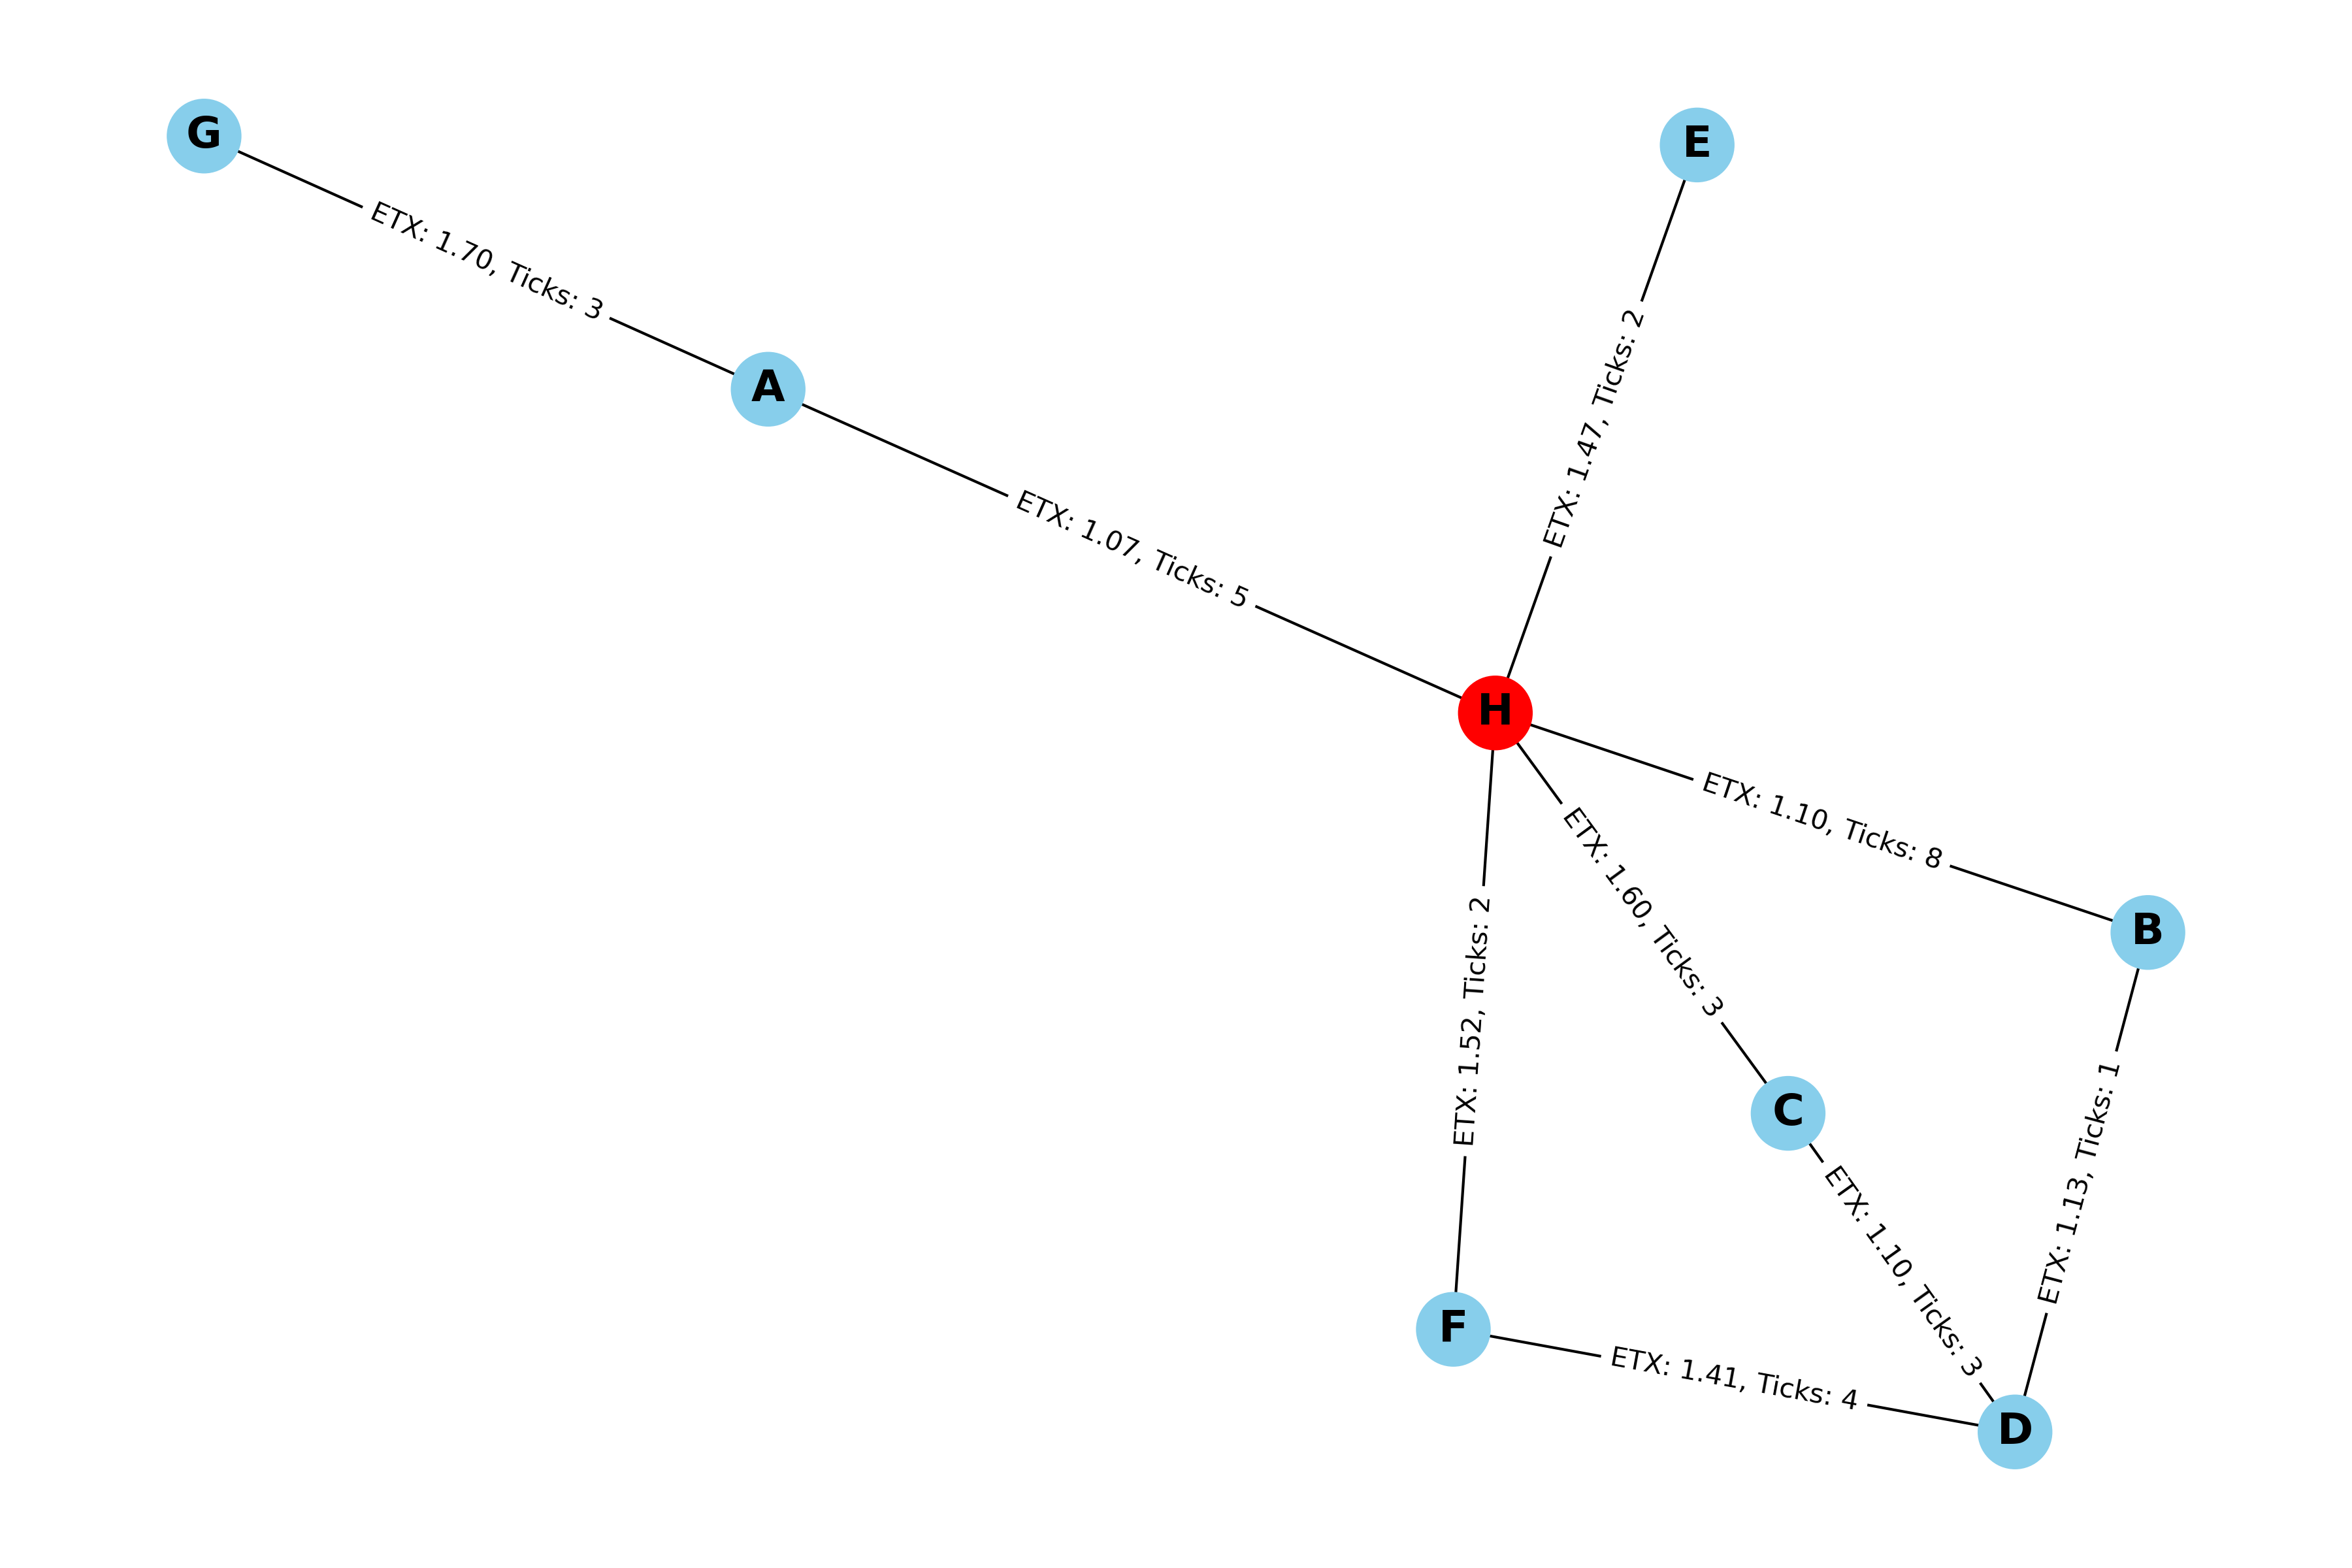 G
E
ETX: 1.70, Ticks: 3
A
ETX: 1.47, Ticks: 2
ETX: 1.07, Ticks: 5
H
ETX: 1.10, Ticks: 8
ETX: 1.60, Ticks: 3
B
ETX: 1.52, Ticks: 2
C
ETX: 1.13, Ticks: 1
ETX: 1.10, Ticks: 3
F
ETX: 1.41, Ticks: 4
D